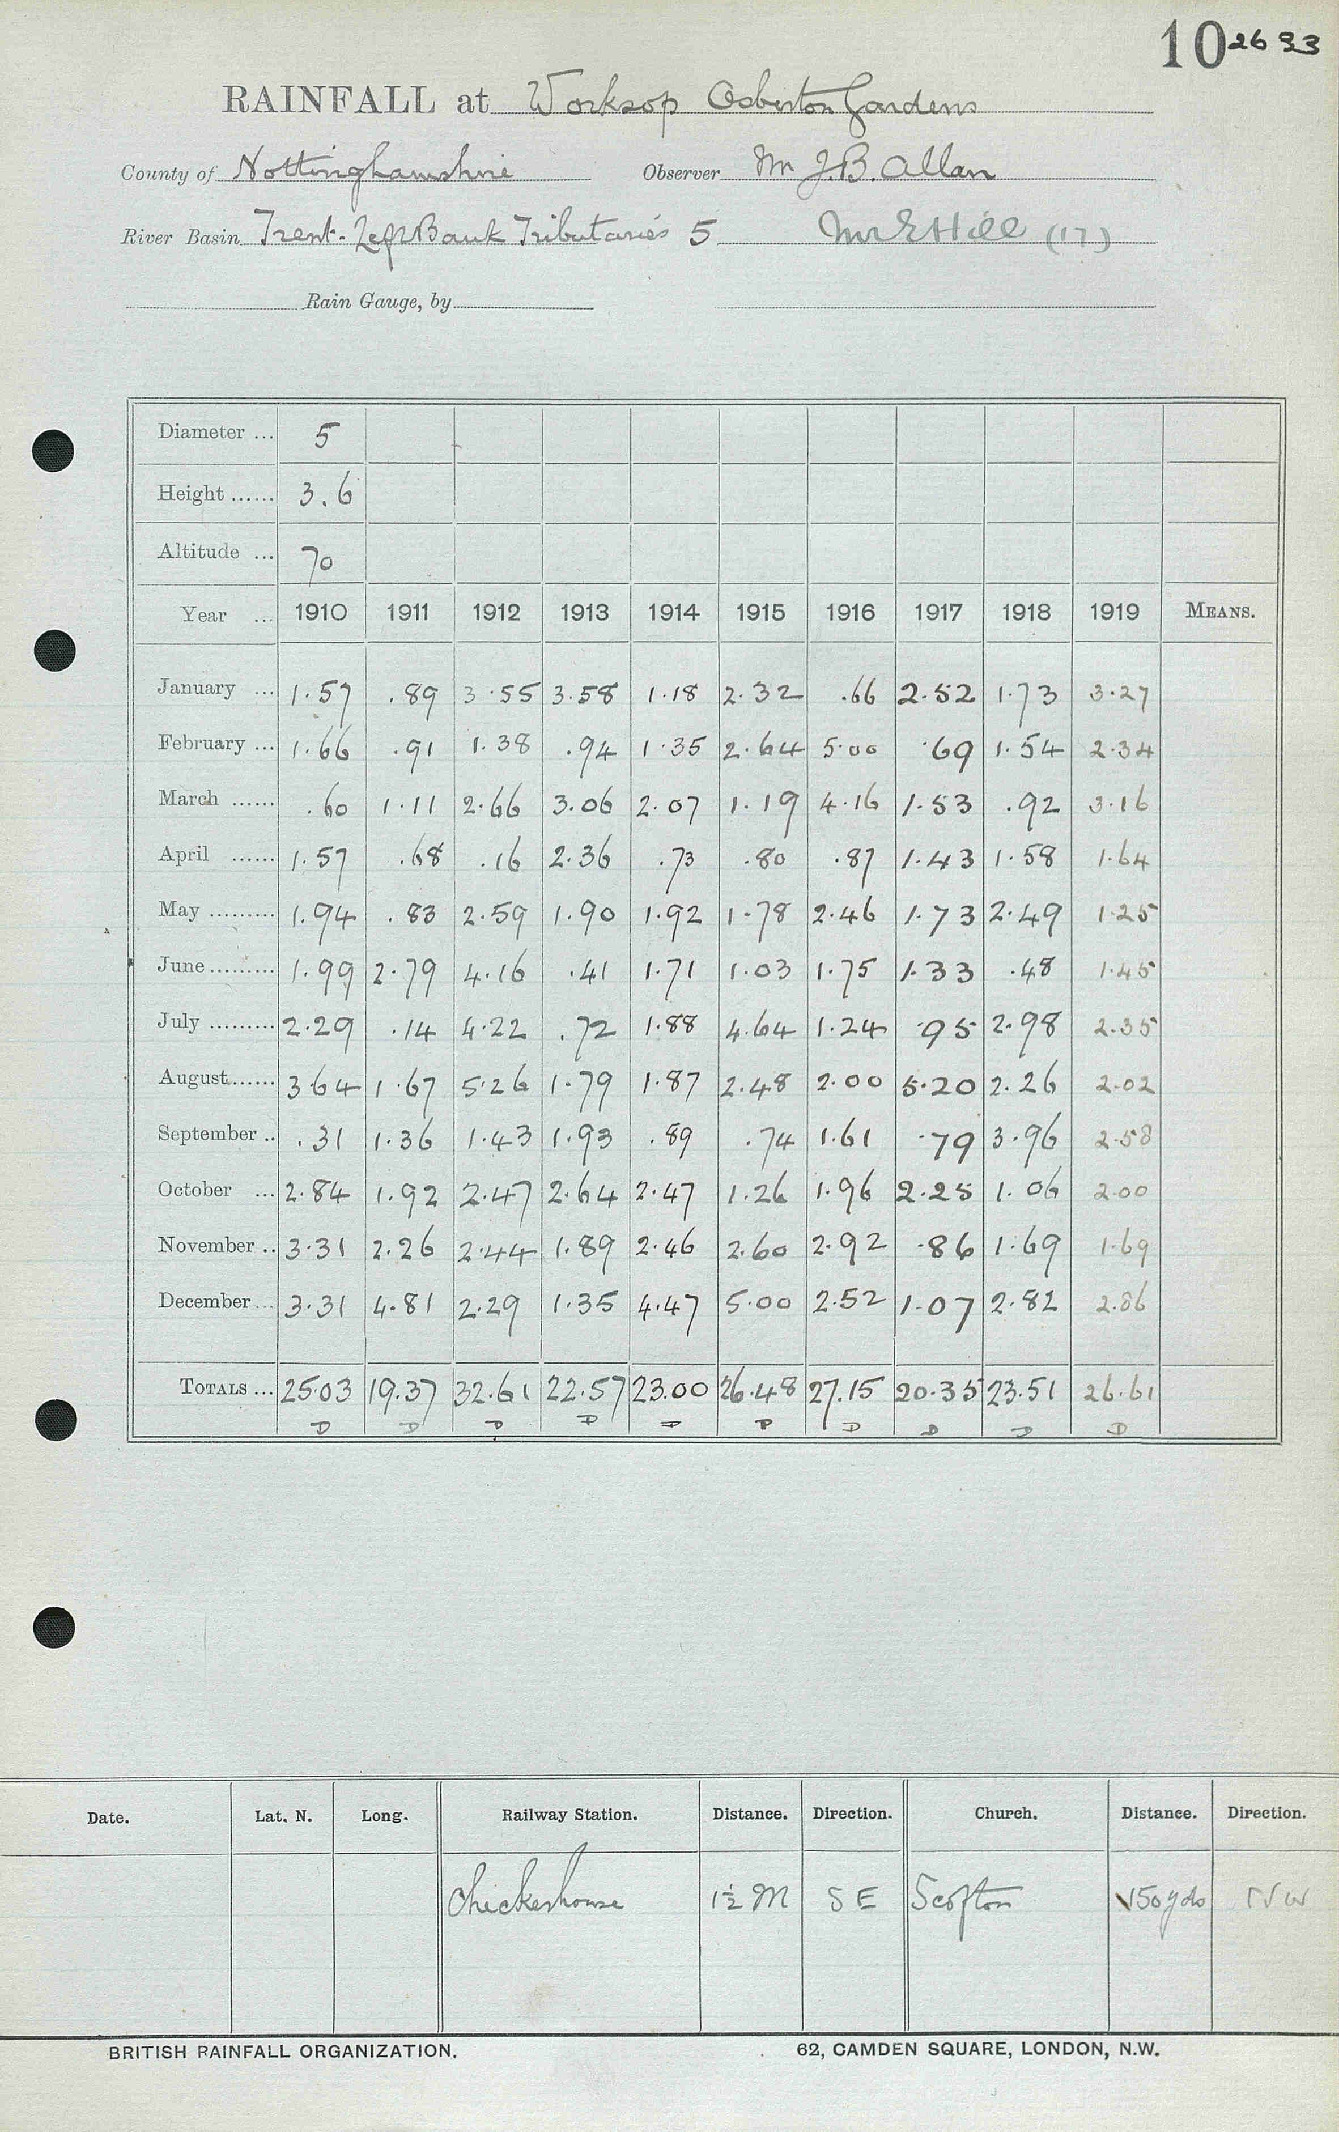 10 2633
RAINFALL at Worksop Osberton Gardens
County of Nottinghamshire Observer Mr J.B. Allan
River Basin Trent-Left Bank Tributaries 5 Mr E Hill (17)
Rain Gauge, by
Diameter ... 5
Height ...... 3.6
Altitude ... 70
Year ... 1910 1911 1912 1913 1914 1915 1916 1917 1918 1919 MEANS.
January ... 1.57 .89 3.55 3.58 1.18 2.32 .66 2.52 1.73 3.27
February ... 1.66 .91 1.38 .94 1.35 2.64 5.00 .69 1.54 2.34
March ...... .60 1.11 2.66 3.06 2.07 1.19 4.16 1.53 .92 3.16
April ...... 1.57 .68 .16 2.36 .73 .80 .87 1.43 1.58 1.64
May ......... 1.94 .83 2.59 1.90 1.92 1.78 2.46 1.73 2.49 1.25
June ......... 1.99 2.79 4.16 .41 1.71 1.03 1.75 1.33 .48 1.45
July ......... 2.29 .14 4.22 .72 1.88 4.64 1.24 .95 2.98 2.35
August...... 3.64 1.67 5.26 1.79 1.87 2.48 2.00 5.20 2.26 2.02
September .. .31 1.36 1.43 1.93 .89 .74 1.61 .79 3.96 2.58
October ... 2.84 1.92 2.47 2.64 2.47 1.26 1.96 2.25 1.06 2.00
November .. 3.31 2.26 2.44 1.89 2.46 2.60 2.92 .86 1.69 1.69
December ... 3.31 4.81 2.29 1.35 4.47 5.00 2.52 1.07 2.82 2.86
TOTALS ... 25.03 19.37 32.61 22.57 23.00 26.48 27.15 20.35 23.51 26.61
D D D D D D D D D D
Date. Lat. N. Long. Railway Station. Distance. Direction. Church. Distance. Direction.
Checkerhouse 1½ M S E Scofton 150 yds N W
BRITISH RAINFALL ORGANIZATION. 62, CAMDEN SQUARE, LONDON, N.W.